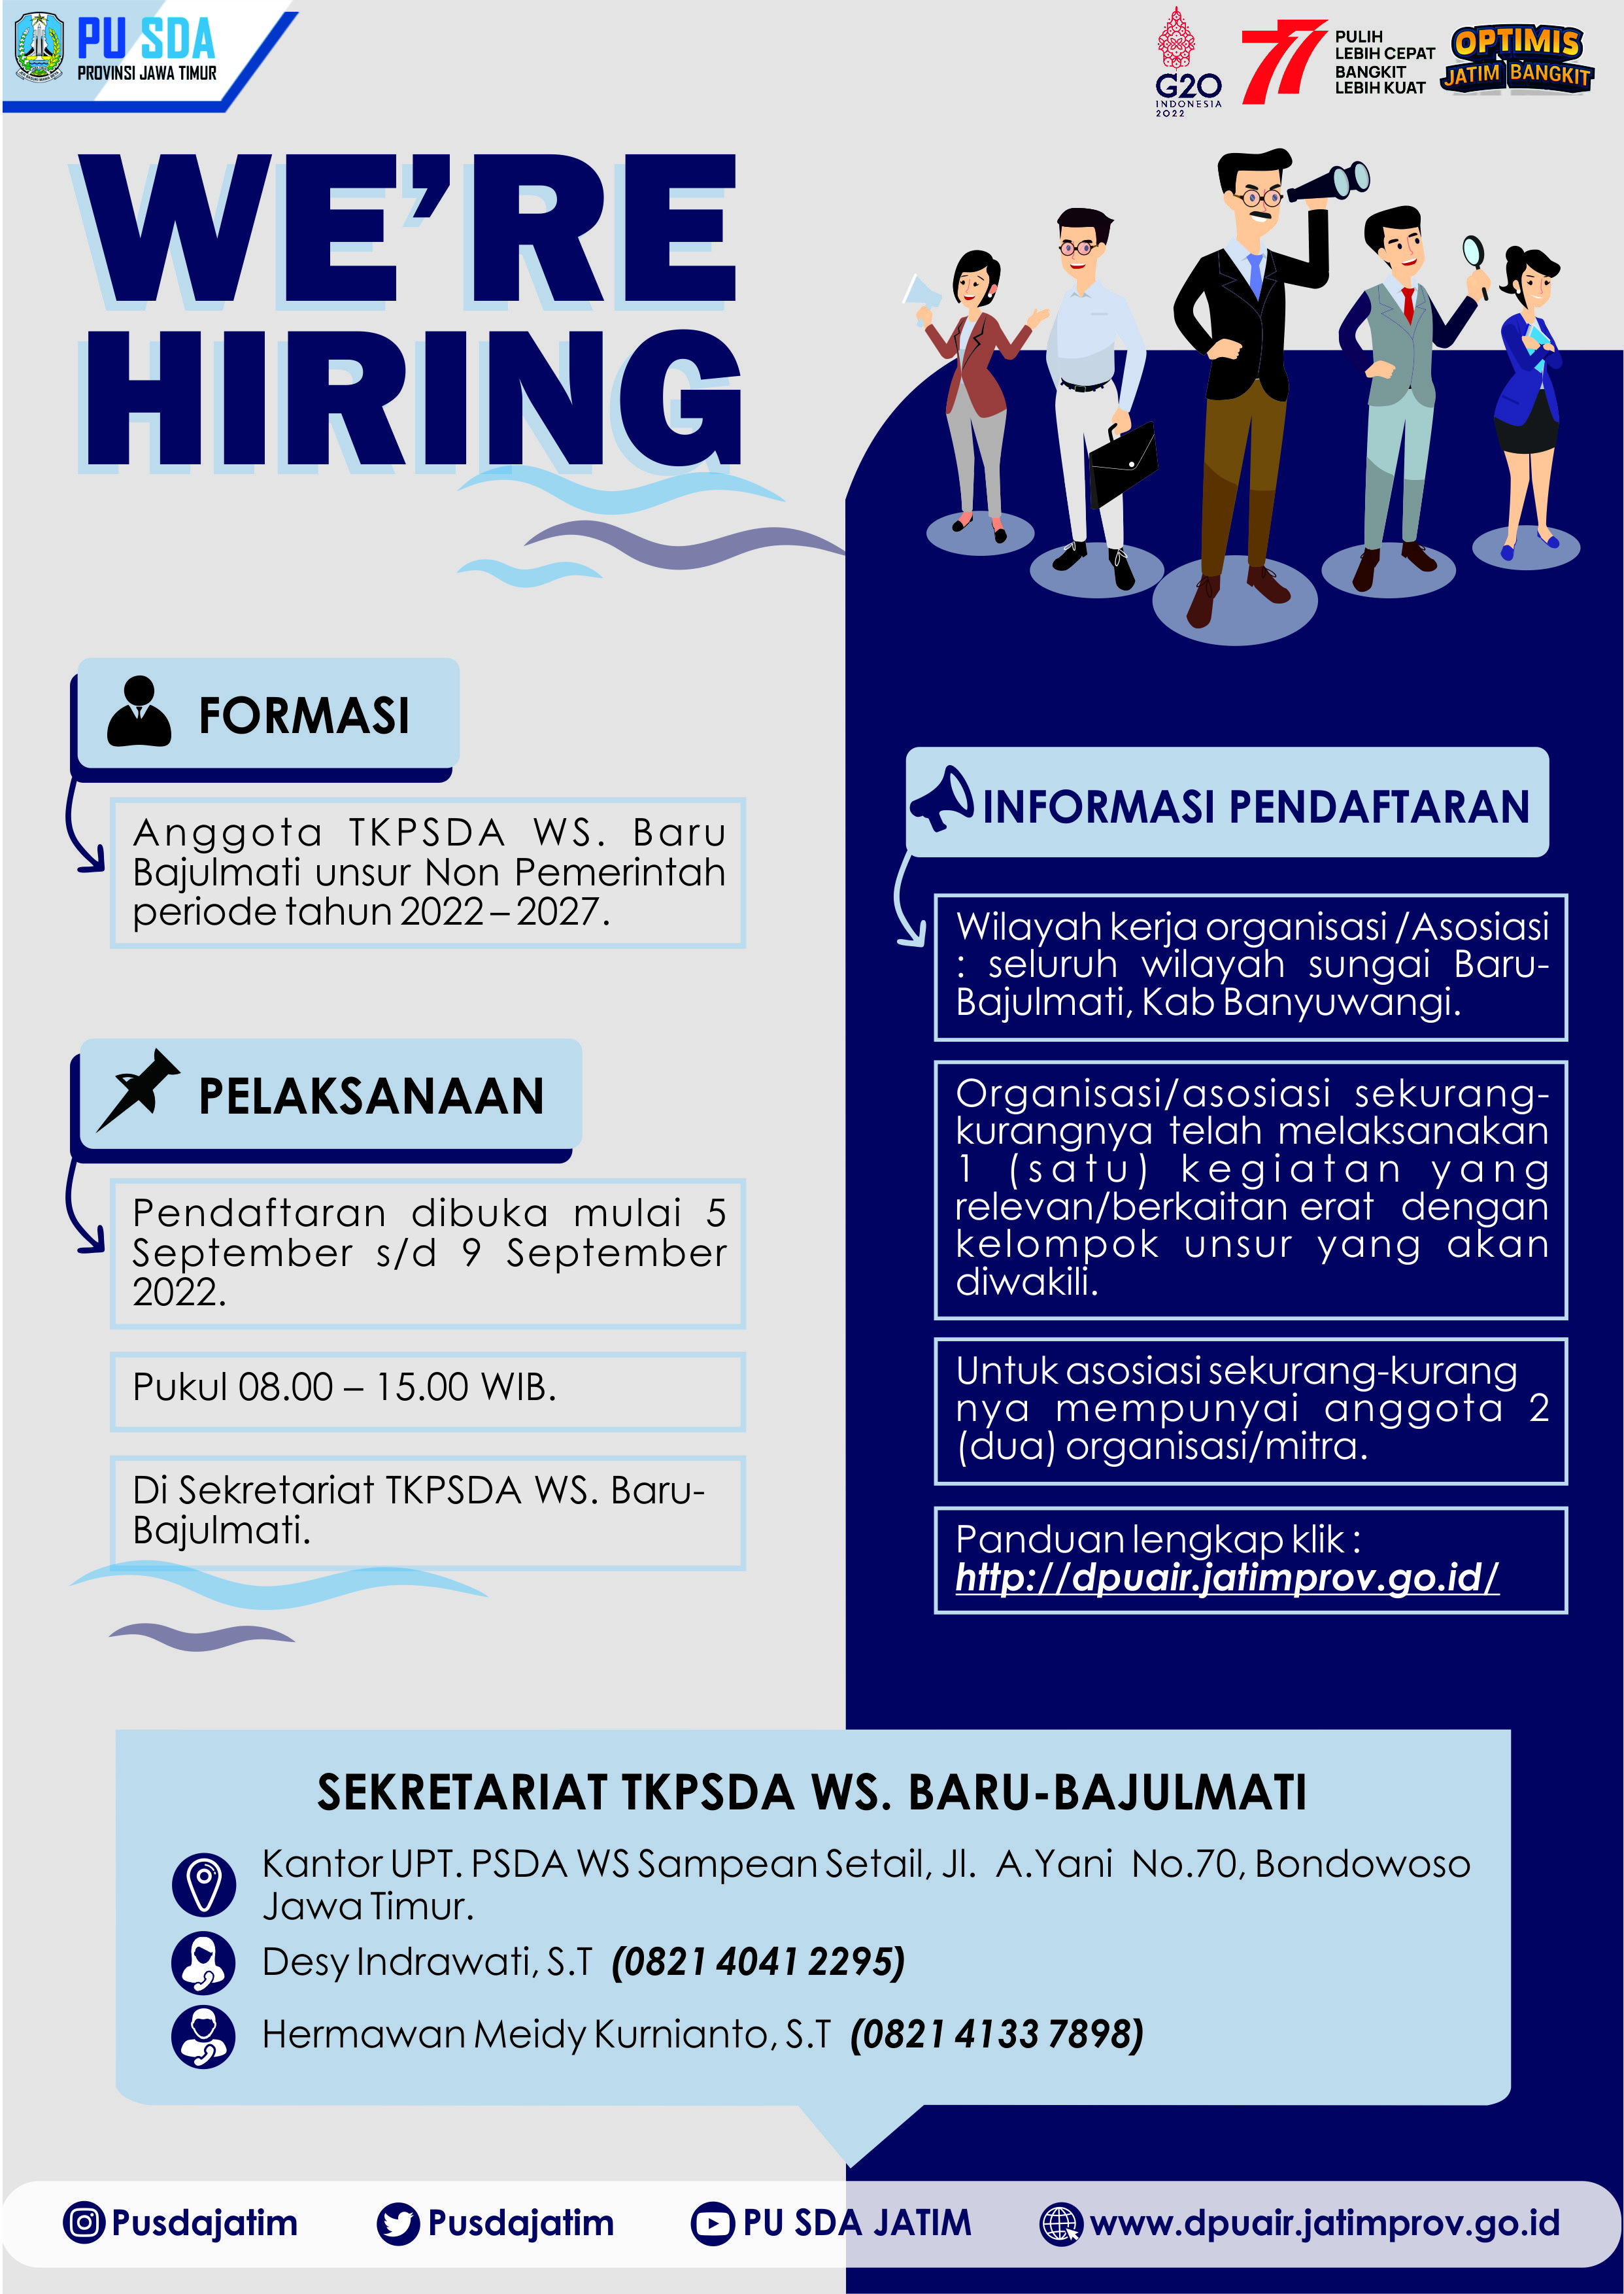 PU SDA
PROVINSI JAWA TIMUR
G20
INDONESIA
2022
77
PULIH
LEBIH CEPAT
BANGKIT
LEBIH KUAT
OPTIMIS
JATIM BANGKIT
WE'RE
HIRING
FORMASI
Anggota TKPSDA WS. Baru
Bajulmati unsur Non Pemerintah
periode tahun 2022 – 2027.
PELAKSANAAN
Pendaftaran dibuka mulai 5
September s/d 9 September
2022.
Pukul 08.00 – 15.00 WIB.
Di Sekretariat TKPSDA WS. Baru-
Bajulmati.
INFORMASI PENDAFTARAN
Wilayah kerja organisasi /Asosiasi
: seluruh wilayah sungai Baru-
Bajulmati, Kab Banyuwangi.
Organisasi/asosiasi sekurang-
kurangnya telah melaksanakan
1 (satu) kegiatan yang
relevan/berkaitan erat dengan
kelompok unsur yang akan
diwakili.
Untuk asosiasi sekurang-kurang
nya mempunyai anggota 2
(dua) organisasi/mitra.
Panduan lengkap klik :
http://dpuair.jatimprov.go.id/
SEKRETARIAT TKPSDA WS. BARU-BAJULMATI
Kantor UPT. PSDA WS Sampean Setail, Jl. A.Yani No.70, Bondowoso
Jawa Timur.
Desy Indrawati, S.T (0821 4041 2295)
Hermawan Meidy Kurnianto, S.T (0821 4133 7898)
Pusdajatim
Pusdajatim
PU SDA JATIM
www.dpuair.jatimprov.go.id